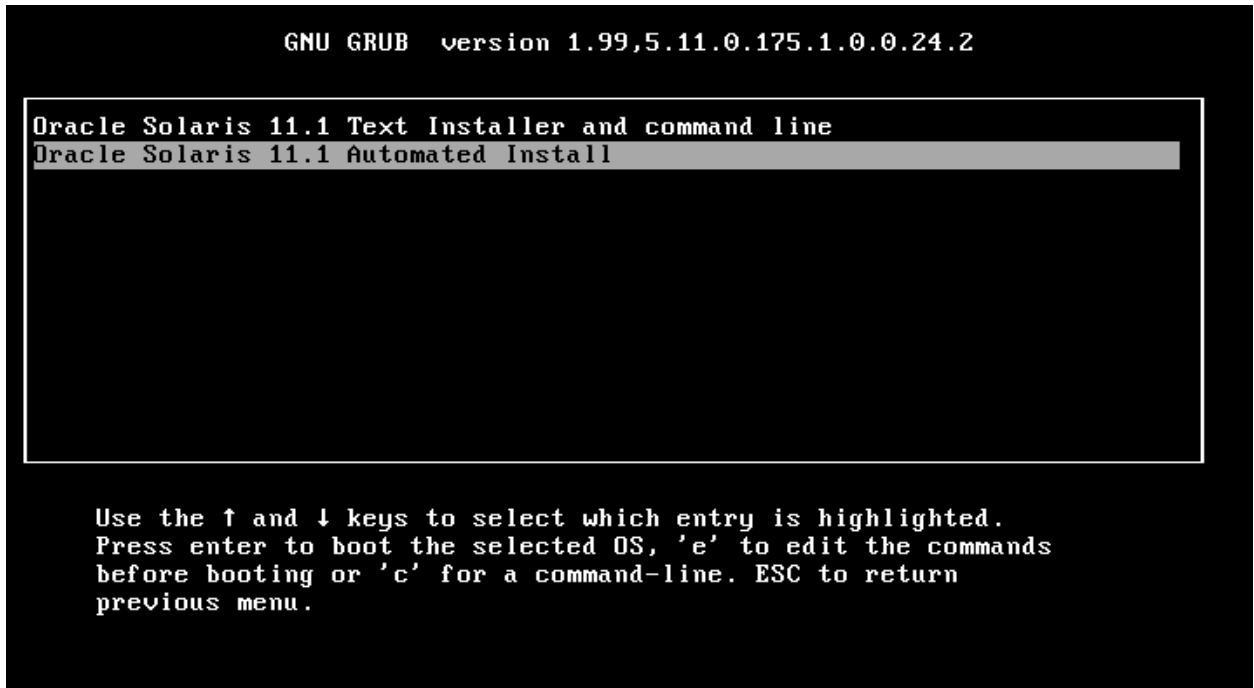 GNU GRUB  version 1.99,5.11.0.175.1.0.0.24.2
Oracle Solaris 11.1 Text Installer and command line
Oracle Solaris 11.1 Automated Install
Use the ↑ and ↓ keys to select which entry is highlighted.
Press enter to boot the selected OS, 'e' to edit the commands
before booting or 'c' for a command-line. ESC to return
previous menu.